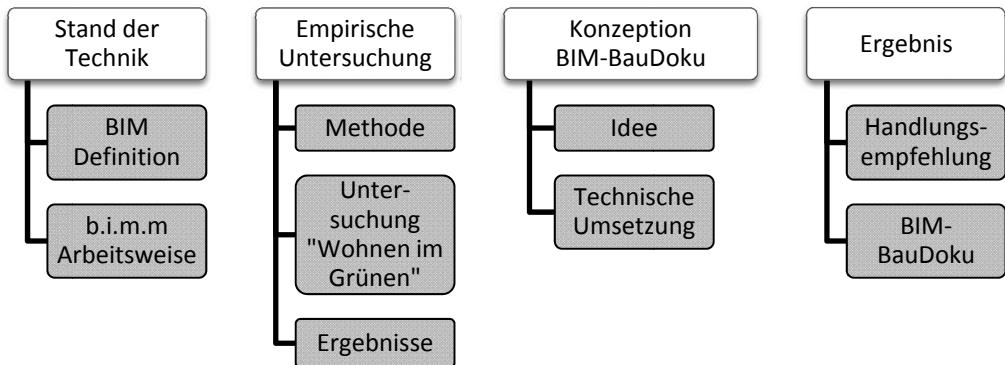 Stand der
Technik
BIM
Definition
b.i.m.m
Arbeitsweise
Empirische
Untersuchung
Methode
Unter-
suchung
"Wohnen im
Grünen"
Ergebnisse
Konzeption
BIM-BauDoku
Idee
Technische
Umsetzung
Ergebnis
Handlungs-
empfehlung
BIM-
BauDoku